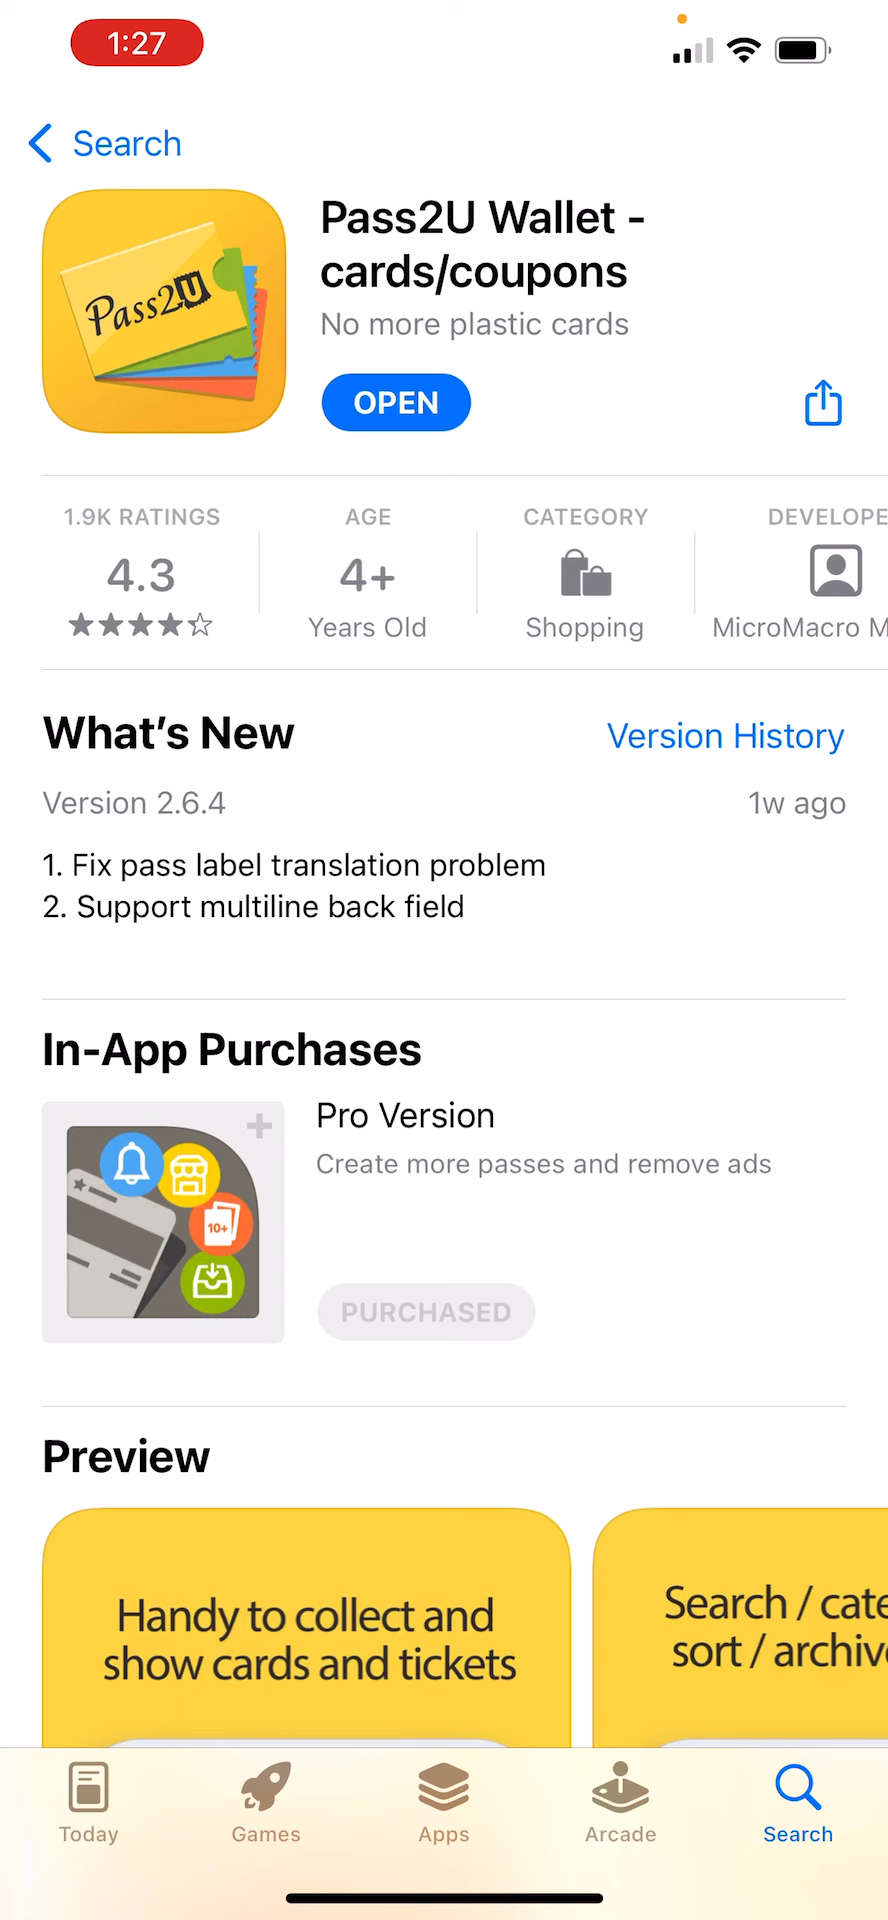 1:27
Search
Pass2U
Pass2U Wallet -
cards/coupons
No more plastic cards
OPEN
1.9K RATINGS
4.3
AGE
4+
Years Old
CATEGORY
Shopping
DEVELOPE
MicroMacro M
What's New
Version History
Version 2.6.4
1w ago
1. Fix pass label translation problem
2. Support multiline back field
In-App Purchases
10+
Pro Version
Create more passes and remove ads
PURCHASED
Preview
Handy to collect and
show cards and tickets
Search / cate
sort / archiv
Today
Games
Apps
Arcade
Search